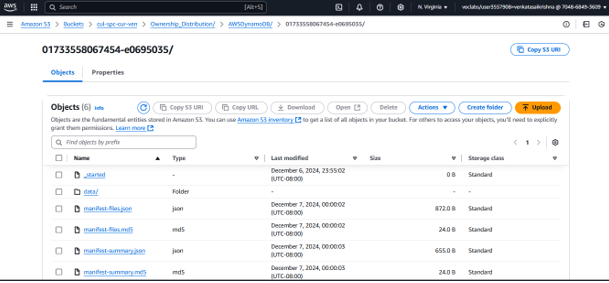 aws Search [Alt+S] N. Virginia voclabs/user3557908=venkatasaikrishna @ 7048-6849-3609
Amazon S3 > Buckets > cul-spc-cur-ven > Ownership_Distribution/ > AWSDynamoDB/ > 01733558067454-e0695035/
01733558067454-e0695035/
Copy S3 URI
Objects Properties
Objects (6) Info
Copy S3 URI Copy URL Download Open Delete Actions Create folder Upload
Objects are the fundamental entities stored in Amazon S3. You can use Amazon S3 inventory to get a list of all objects in your bucket. For others to access your objects, you'll need to explicitly
grant them permissions. Learn more
Find objects by prefix
1
Name Type Last modified Size Storage class
_started - December 6, 2024, 23:55:02 (UTC-08:00) 0 B Standard
data/ Folder - - -
manifest-files.json json December 7, 2024, 00:00:02 (UTC-08:00) 872.0 B Standard
manifest-files.md5 md5 December 7, 2024, 00:00:02 (UTC-08:00) 24.0 B Standard
manifest-summary.json json December 7, 2024, 00:00:03 (UTC-08:00) 655.0 B Standard
manifest-summary.md5 md5 December 7, 2024, 00:00:03 (UTC-08:00) 24.0 B Standard